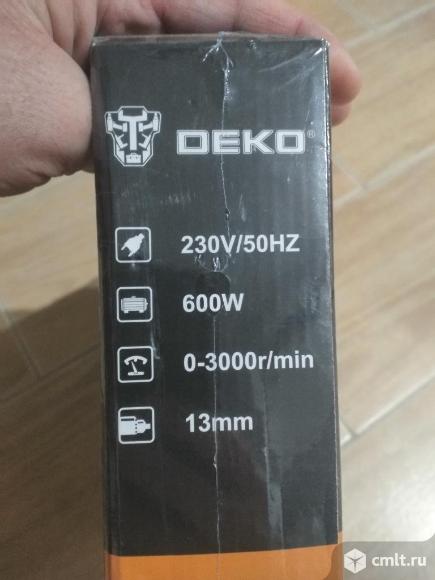 DEKO®
230V/50HZ
600W
0-3000r/min
13mm
cmlt.ru